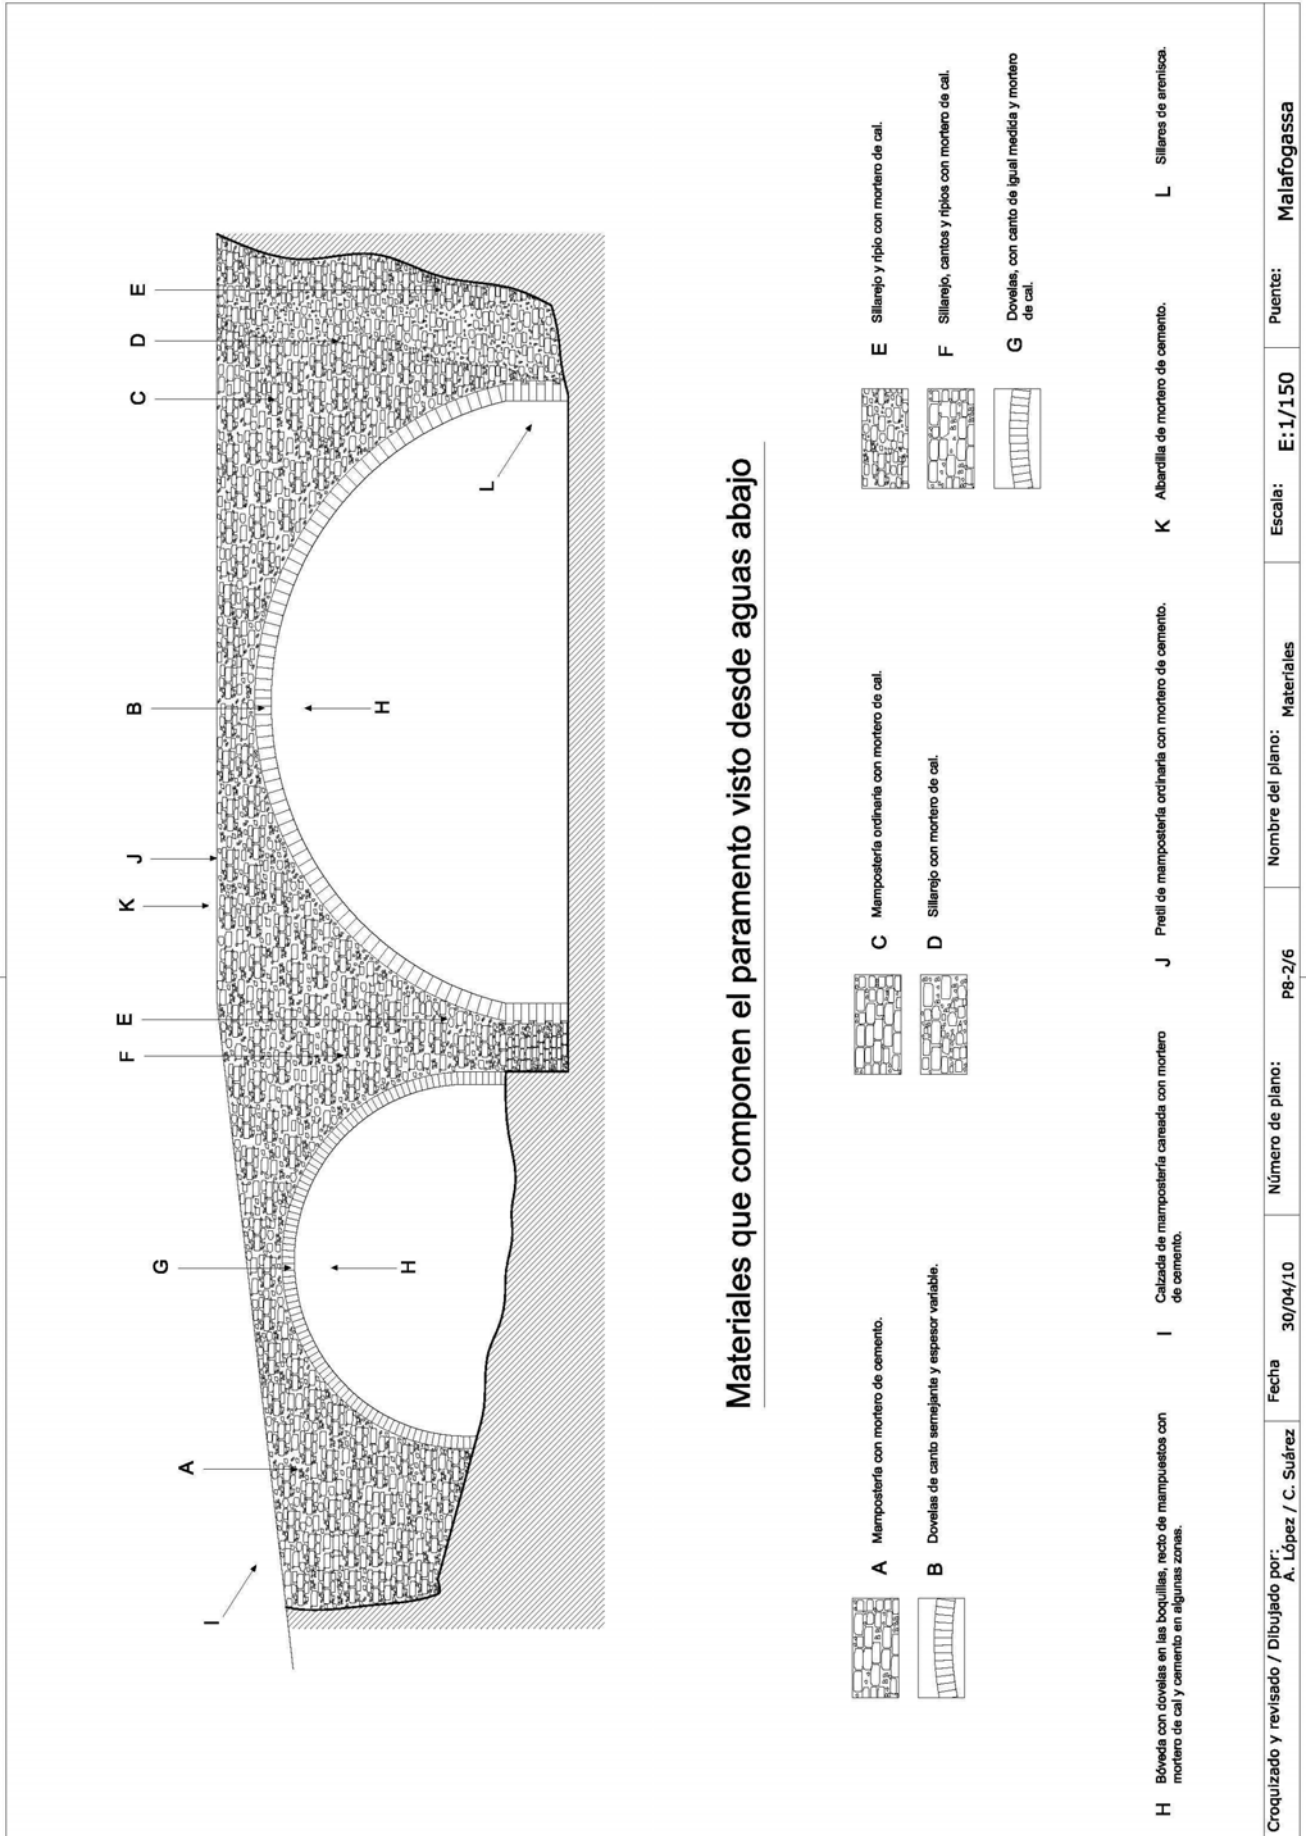 I
A
G
H
F
E
K
J
B
H
C
D
E
L
Materiales que componen el paramento visto desde aguas abajo
A Mampostería con mortero de cemento.
B Dovelas de canto semejante y espesor variable.
C Mampostería ordinaria con mortero de cal.
D Sillarejo con mortero de cal.
E Sillarejo y ripio con mortero de cal.
F Sillarejo, cantos y ripios con mortero de cal.
G Dovelas, con canto de igual medida y mortero
de cal.
H Bóveda con dovelas en las boquillas, recto de mampuestos con
mortero de cal y cemento en algunas zonas.
I Calzada de mampostería careada con mortero
de cemento.
J Pretil de mampostería ordinaria con mortero de cemento.
K Albardilla de mortero de cemento.
L Sillares de arenisca.
Croquizado y revisado / Dibujado por:
A. López / C. Suárez
Fecha
30/04/10
Número de plano:
P8-2/6
Nombre del plano:
Materiales
Escala:
E:1/150
Puente:
Malafogassa